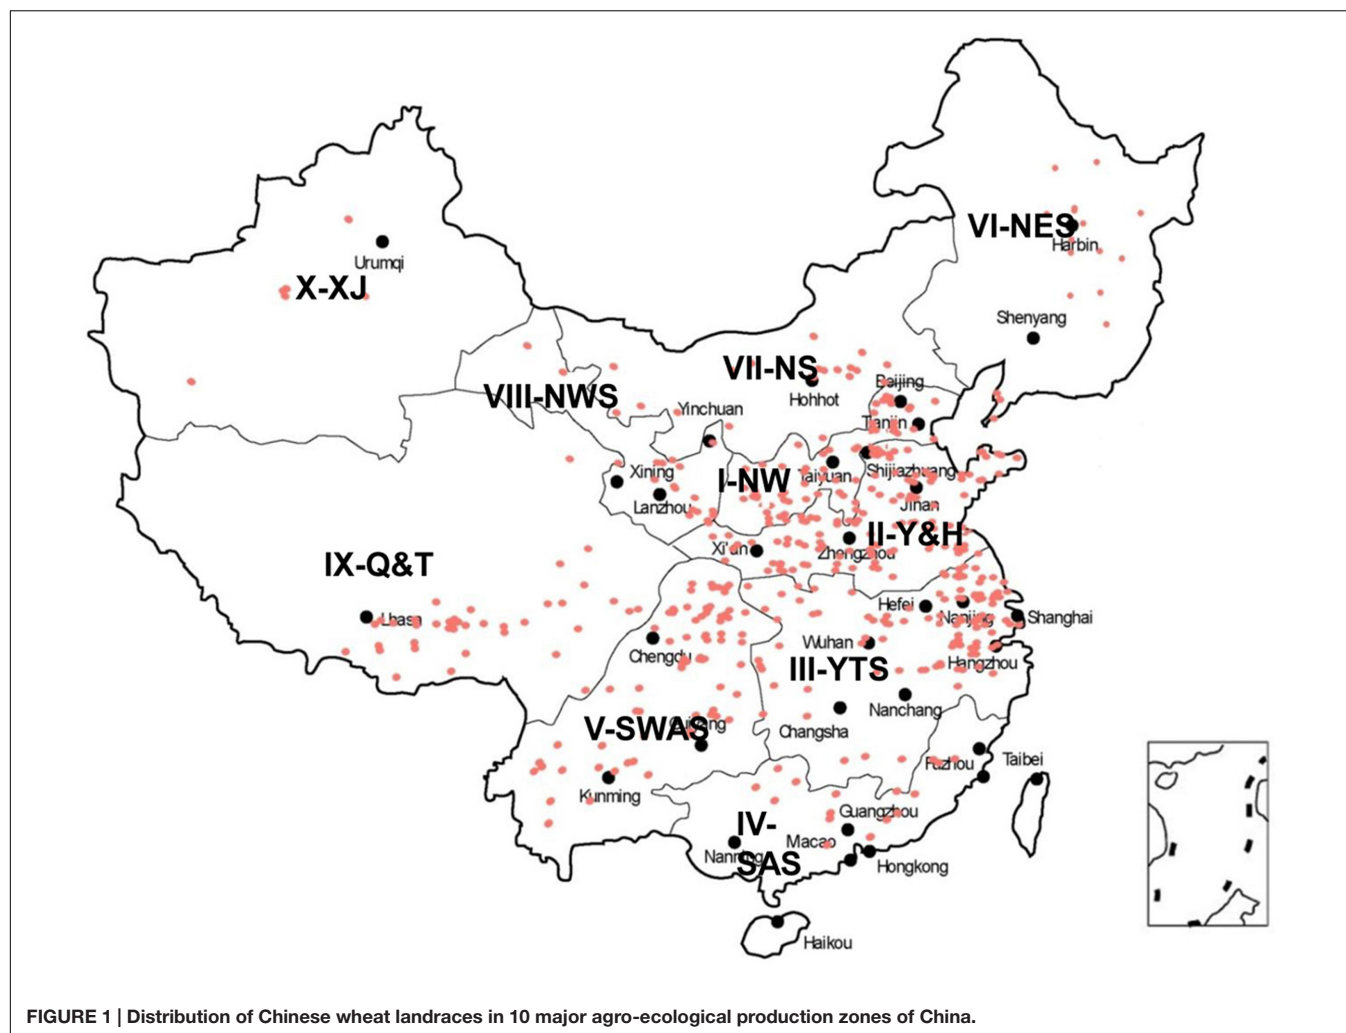 VI-NES
Harbin
Urumqi
X-XJ
Shenyang
VII-NS
Hohhot
Beijing
VIII-NWS
Yinchuan
Tianjin
Xining
I-NW
Taiyuan
Shijiazhuang
Lanzhou
Jinan
II-Y&H
Xi'an
Zhengzhou
IX-Q&T
Lhasa
Hefei
Nanjing
Shanghai
Wuhan
Chengdu
Hangzhou
III-YTS
Nanchang
V-SWAS
Guiyang
Changsha
Fuzhou
Taibei
Kunming
Guangzhou
IV-
SAS
Macao
Nanning
Hongkong
Haikou
FIGURE 1 | Distribution of Chinese wheat landraces in 10 major agro-ecological production zones of China.